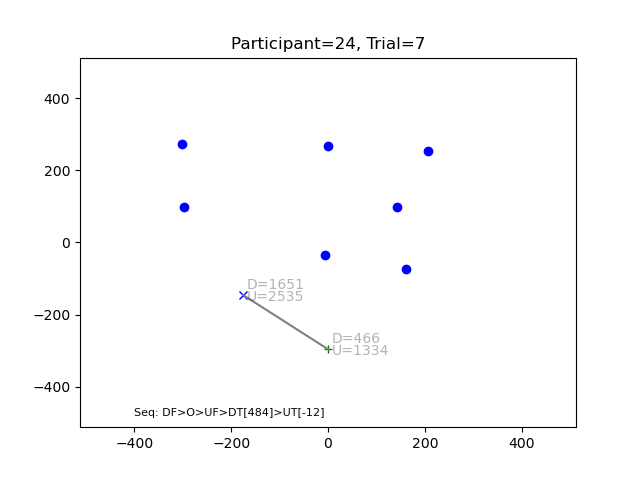 Participant=24, Trial=7
400
200
0
−200
−400
D=1651
U=2535
D=466
U=1334
Seq: DF>O>UF>DT[484]>UT[-12]
−400
−200
0
200
400